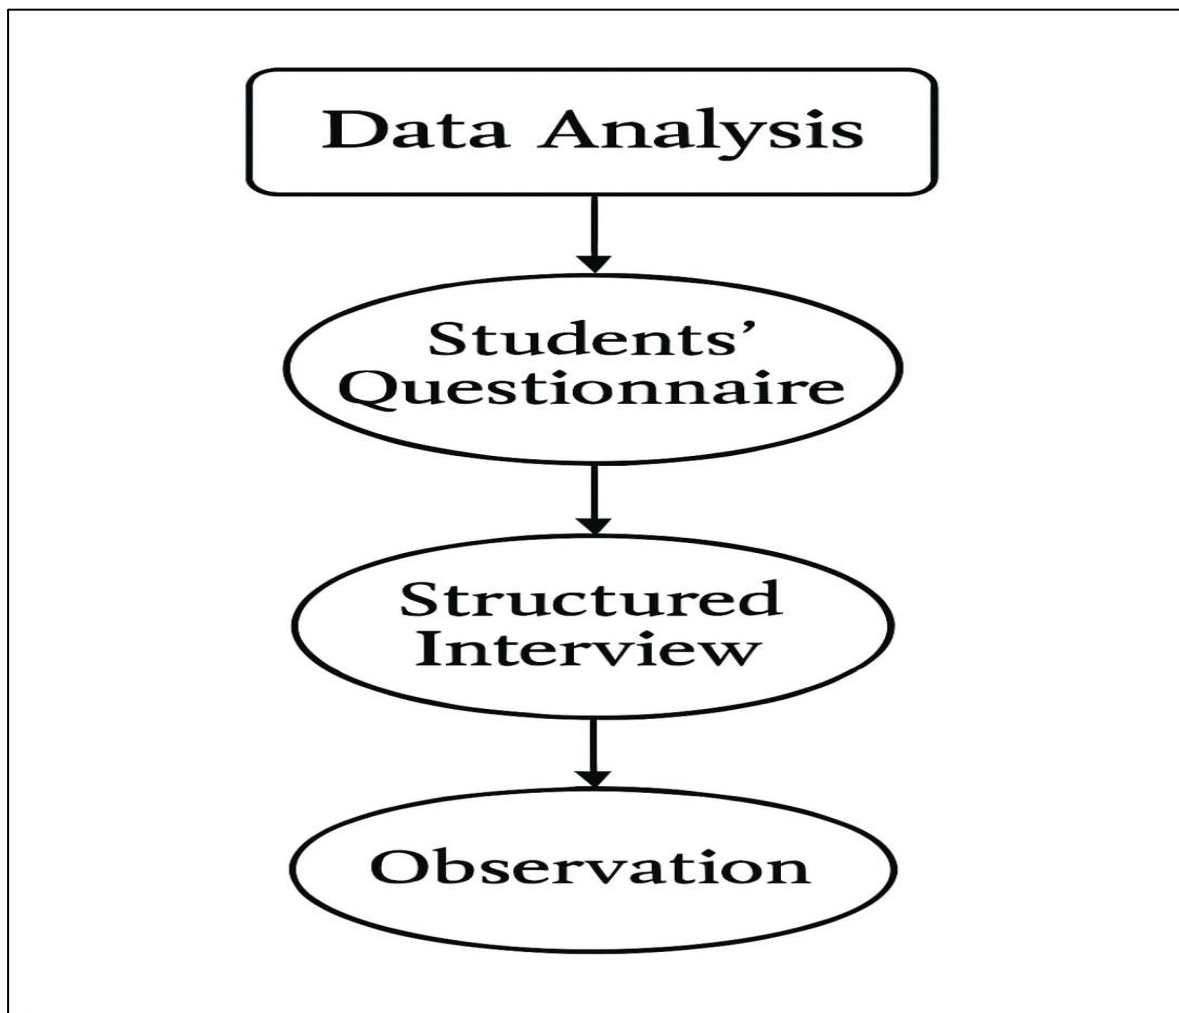 Data Analysis
Students’
Questionnaire
Structured
Interview
Observation